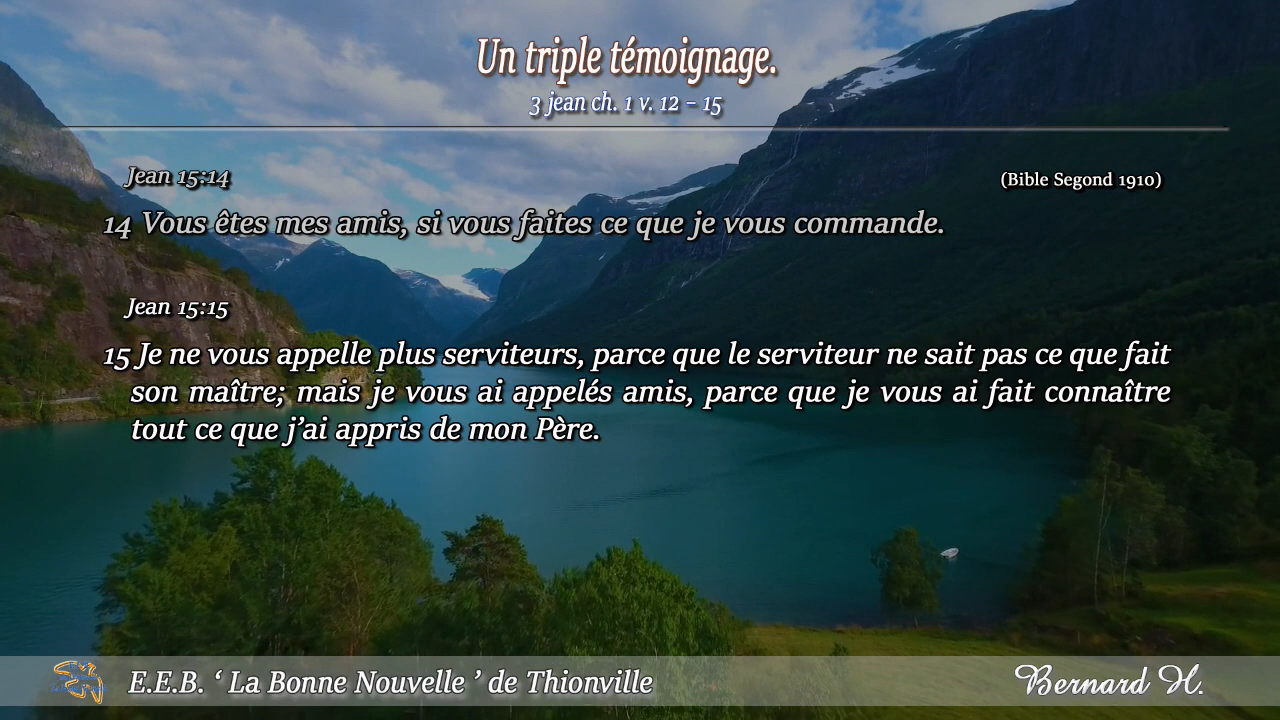 Un triple témoignage.
3 jean ch. 1 v. 12 – 15
Jean 15:14
(Bible Segond 1910)
14 Vous êtes mes amis, si vous faites ce que je vous commande.
Jean 15:15
15 Je ne vous appelle plus serviteurs, parce que le serviteur ne sait pas ce que fait
son maître; mais je vous ai appelés amis, parce que je vous ai fait connaître
tout ce que j’ai appris de mon Père.
E.E.B. ‘ La Bonne Nouvelle ’ de Thionville
Bernard H.